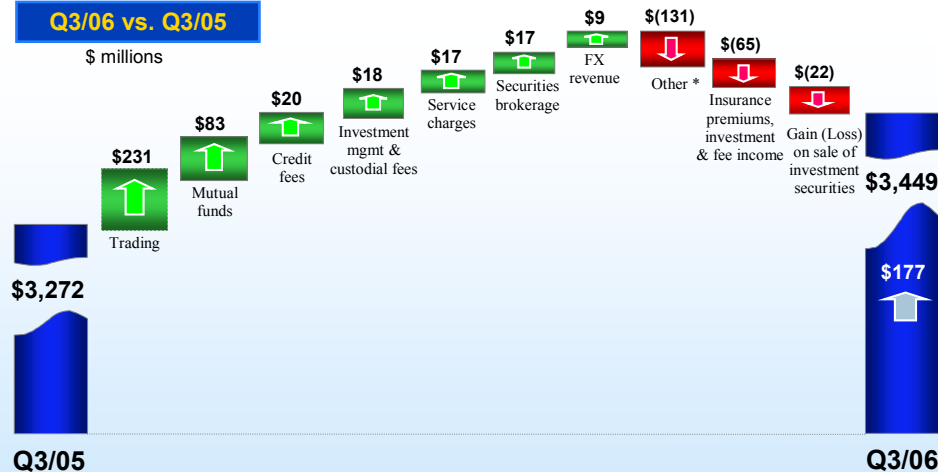 Q3/06 vs. Q3/05
$ millions
$3,272
Q3/05
$231
Trading
$83
Mutual
funds
$20
Credit
fees
$18
Investment
mgmt &
custodial fees
$17
Service
charges
$17
Securities
brokerage
$9
FX
revenue
$(131)
Other *
$(65)
Insurance
premiums,
investment
& fee income
$(22)
Gain (Loss)
on sale of
investment
securities
$3,449
$177
Q3/06